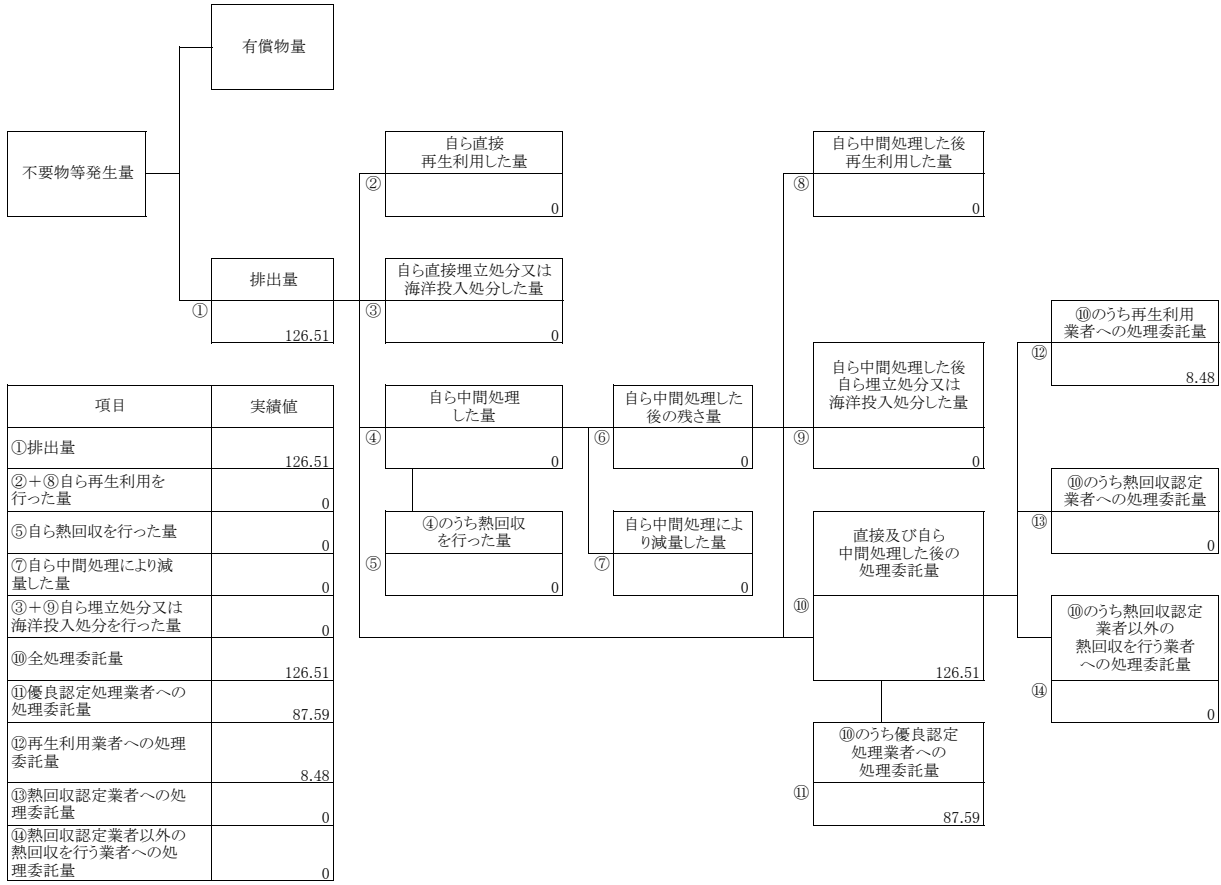 有償物量
不要物等発生量
自ら直接
再生利用した量
②
0
自ら中間処理した後
再生利用した量
⑧
0
排出量
①
126.51
自ら直接埋立処分又は
海洋投入処分した量
③
0
⑩のうち再生利用
業者への処理委託量
⑫
8.48
自ら中間処理した後
自ら埋立処分又は
海洋投入処分した量
⑨
0
自ら中間処理
した量
④
0
自ら中間処理した
後の残さ量
⑥
0
⑩のうち熱回収認定
業者への処理委託量
⑬
0
④のうち熱回収
を行った量
⑤
0
自ら中間処理によ
り減量した量
⑦
0
直接及び自ら
中間処理した後の
処理委託量
⑩
126.51
⑩のうち熱回収認定
業者以外の
熱回収を行う業者
への処理委託量
⑭
0
⑩のうち優良認定
処理業者への
処理委託量
⑪
87.59
項目 実績値
①排出量
126.51
②＋⑧自ら再生利用を
行った量
0
⑤自ら熱回収を行った量
0
⑦自ら中間処理により減
量した量
0
③＋⑨自ら埋立処分又は
海洋投入処分を行った量
0
⑩全処理委託量
126.51
⑪優良認定処理業者への
処理委託量
87.59
⑫再生利用業者への処理
委託量
8.48
⑬熱回収認定業者への処
理委託量
0
⑭熱回収認定業者以外の
熱回収を行う業者への処
理委託量
0